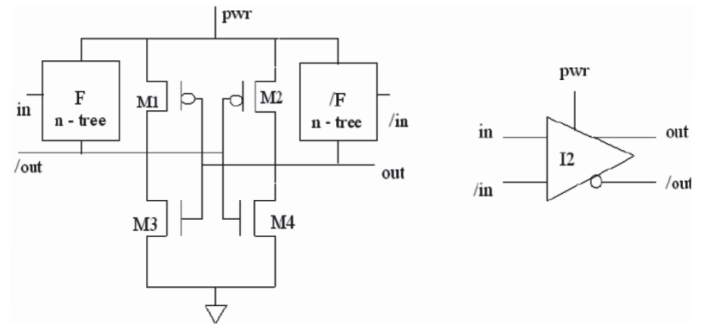 pwr
F
n - tree
in
M1
M2
/F
n - tree
/in
/out
out
M3
M4
pwr
in
/in
I2
out
/out